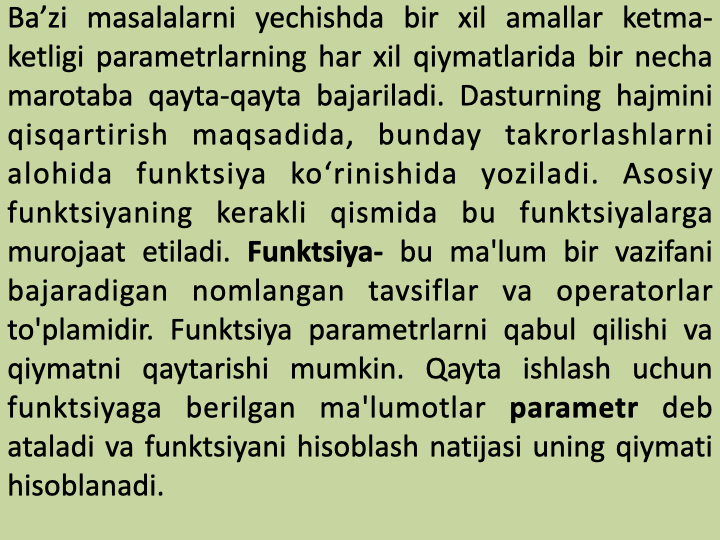 Ba’zi masalalarni yechishda bir xil amallar ketma-
ketligi parametrlarning har xil qiymatlarida bir necha
marotaba qayta-qayta bajariladi. Dasturning hajmini
qisqartirish maqsadida, bunday takrorlashlarni
alohida funktsiya ko‘rinishida yoziladi. Asosiy
funktsiyaning kerakli qismida bu funktsiyalarga
murojaat etiladi. Funktsiya- bu ma'lum bir vazifani
bajaradigan nomlangan tavsiflar va operatorlar
to'plamidir. Funktsiya parametrlarni qabul qilishi va
qiymatni qaytarishi mumkin. Qayta ishlash uchun
funktsiyaga berilgan ma'lumotlar parametr deb
ataladi va funktsiyani hisoblash natijasi uning qiymati
hisoblanadi.